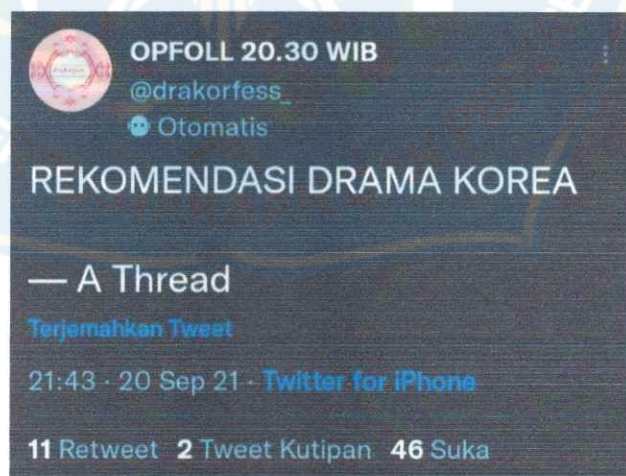 OPFOLL 20.30 WIB
@drakorfess_
Otomatis
REKOMENDASI DRAMA KOREA
— A Thread
Terjemahkan Tweet
21:43 · 20 Sep 21 · Twitter for iPhone
11 Retweet 2 Tweet Kutipan 46 Suka